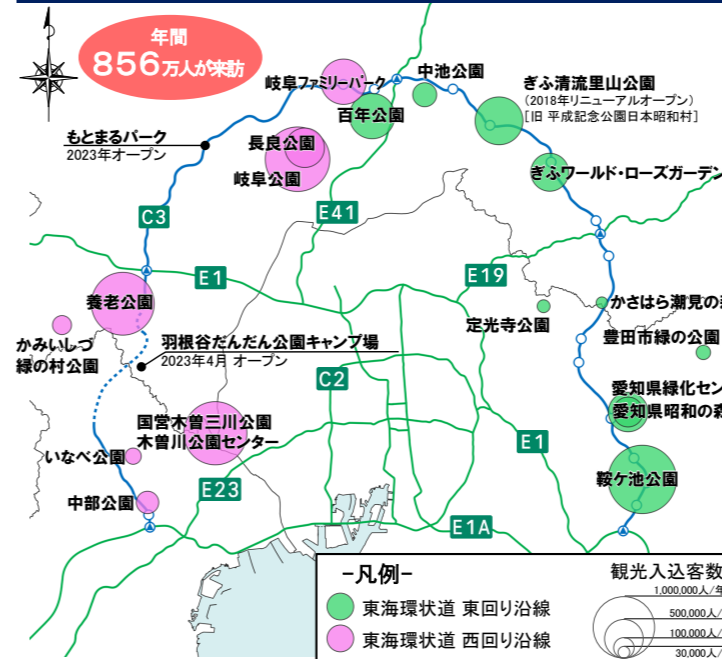 年間
856万人が来訪
岐阜ファミリーパーク
中池公園
百年公園
ぎふ清流里山公園
(2018年リニューアルオープン)
[旧 平成記念公園日本昭和村]
もとまるパーク
2023年オープン
長良公園
岐阜公園
ぎふワールド・ローズガーデン
C3
E41
E1
E19
養老公園
定光寺公園
かさはら潮見の森
豊田市緑の公園
かみいしづ
緑の村公園
羽根谷だんだん公園キャンプ場
2023年4月 オープン
C2
愛知県緑化セン
愛知県昭和の森
国営木曽三川公園
木曽川公園センター
E1
いなべ公園
E23
鞍ケ池公園
中部公園
E1A
-凡例-
東海環状道 東回り沿線
東海環状道 西回り沿線
観光入込客数
1,000,000人/年
500,000人/
100,000人/
30,000人/